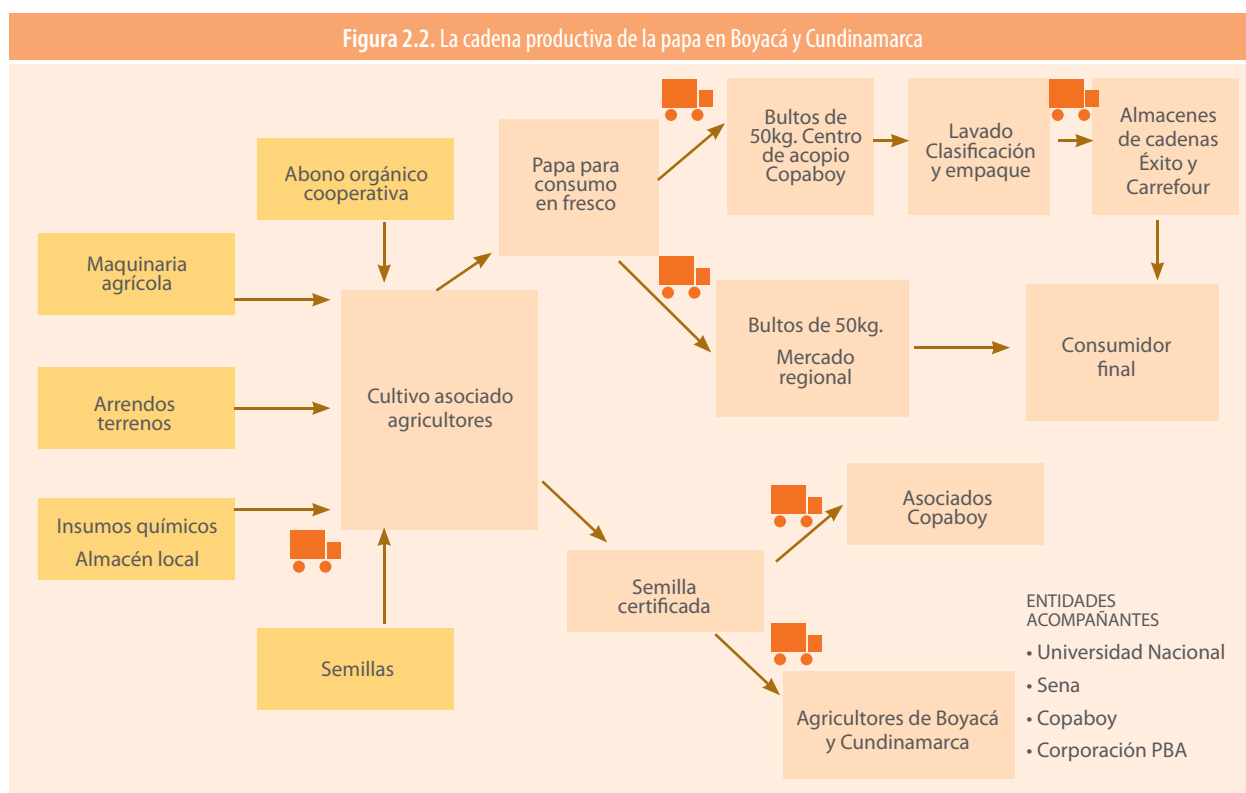 Figura 2.2. La cadena productiva de la papa en Boyacá y Cundinamarca
Abono orgánico
cooperativa
Maquinaria
agrícola
Arrendos
terrenos
Insumos químicos
Almacén local
Semillas
Cultivo asociado
agricultores
Papa para
consumo
en fresco
Bultos de
50kg. Centro
de acopio
Copaboy
Lavado
Clasificación
y empaque
Almacenes
de cadenas
Éxito y
Carrefour
Bultos de 50kg.
Mercado
regional
Consumidor
final
Semilla
certificada
Asociados
Copaboy
Agricultores de Boyacá
y Cundinamarca
ENTIDADES
ACOMPAÑANTES
• Universidad Nacional
• Sena
• Copaboy
• Corporación PBA